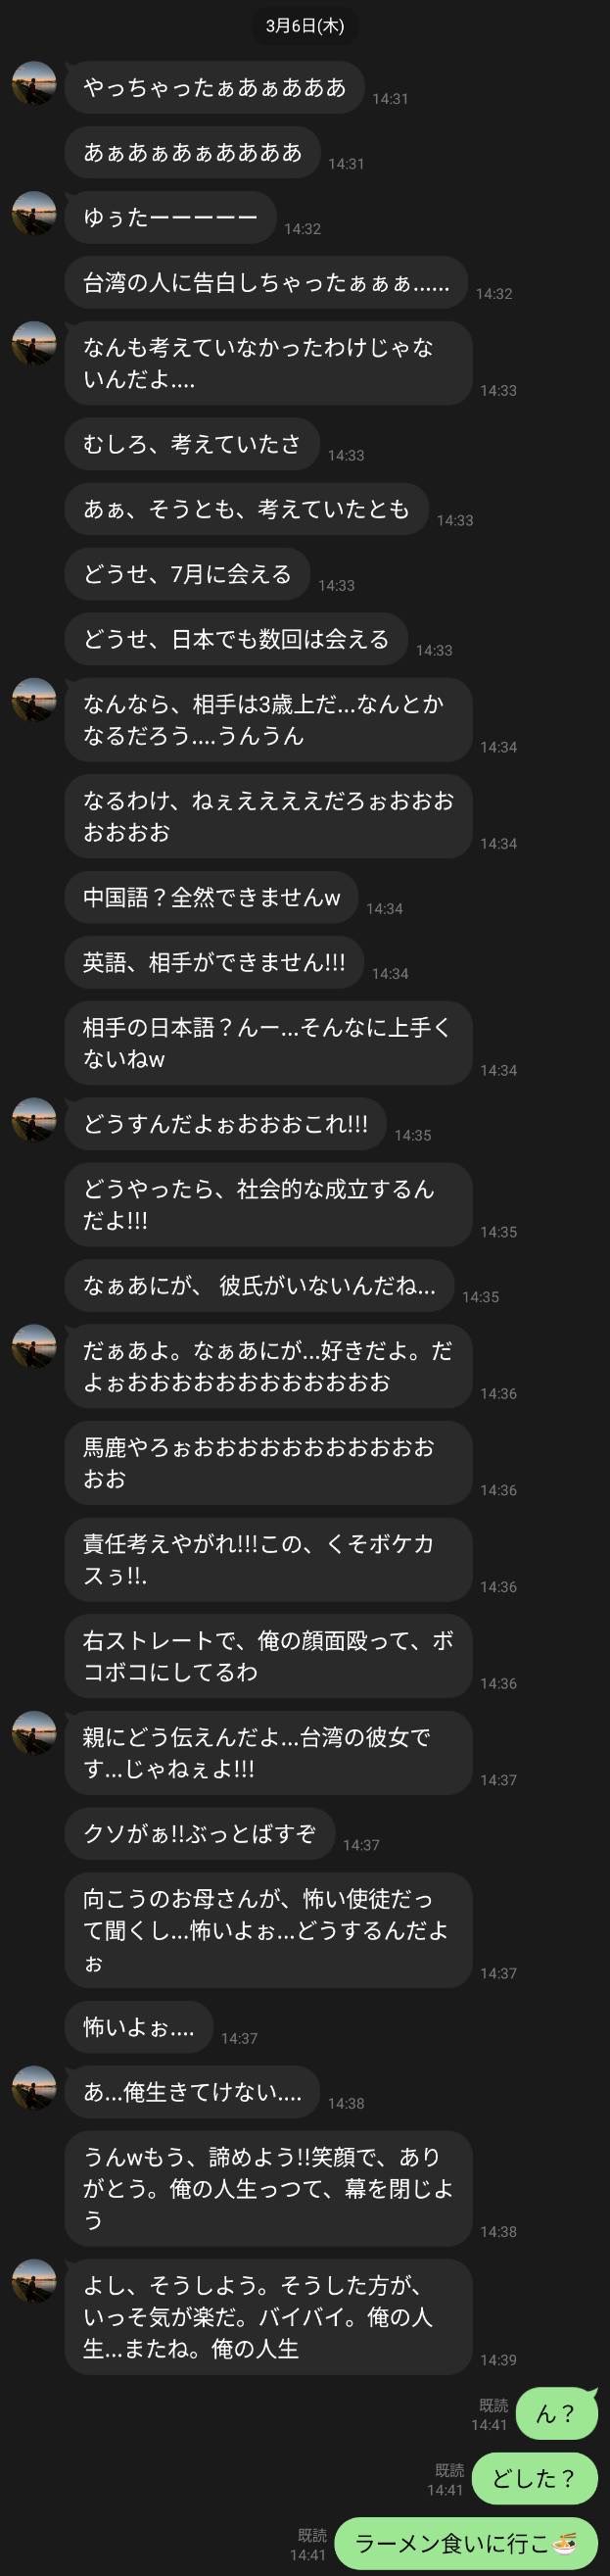 3月6日(木)
やっちゃったぁあぁあああ
14:31
あぁあぁあぁああああ
14:31
ゆぅたーーーーー
14:32
台湾の人に告白しちゃったぁぁぁ......
14:32
なんも考えていなかったわけじゃな
いんだよ....
14:33
むしろ、考えていたさ
14:33
あぁ、そうとも、考えていたとも
14:33
どうせ、7月に会える
14:33
どうせ、日本でも数回は会える
14:33
なんなら、相手は3歳上だ...なんとか
なるだろう....うんうん
14:34
なるわけ、ねぇええええだろぉおおお
おおおお
14:34
中国語？全然できませんw
14:34
英語、相手ができません!!!
14:34
相手の日本語？んー...そんなに上手く
ないねw
14:34
どうすんだよぉおおおこれ!!!
14:35
どうやったら、社会的な成立するん
だよ!!!
14:35
なぁあにが、 彼氏がいないんだね...
14:35
だぁあよ。なぁあにが...好きだよ。だ
よぉおおおおおおおおおおおお
14:36
馬鹿やろぉおおおおおおおおおおお
おお
14:36
責任考えやがれ!!!この、くそボケカ
スぅ!!.
14:36
右ストレートで、俺の顔面殴って、ボ
コボコにしてるわ
14:36
親にどう伝えんだよ...台湾の彼女で
す...じゃねぇよ!!!
14:37
クソがぁ!!ぶっとばすぞ
14:37
向こうのお母さんが、怖い使徒だっ
て聞くし...怖いよぉ...どうするんだよ
ぉ
14:37
怖いよぉ....
14:37
あ...俺生きてけない....
14:38
うんwもう、諦めよう!!笑顔で、あり
がとう。俺の人生っつて、幕を閉じよ
う
14:38
よし、そうしよう。そうした方が、
いっそ気が楽だ。バイバイ。俺の人
生...またね。俺の人生
14:39
ん？
既読
14:41
どした？
既読
14:41
ラーメン食いに行こ🍜
既読
14:41